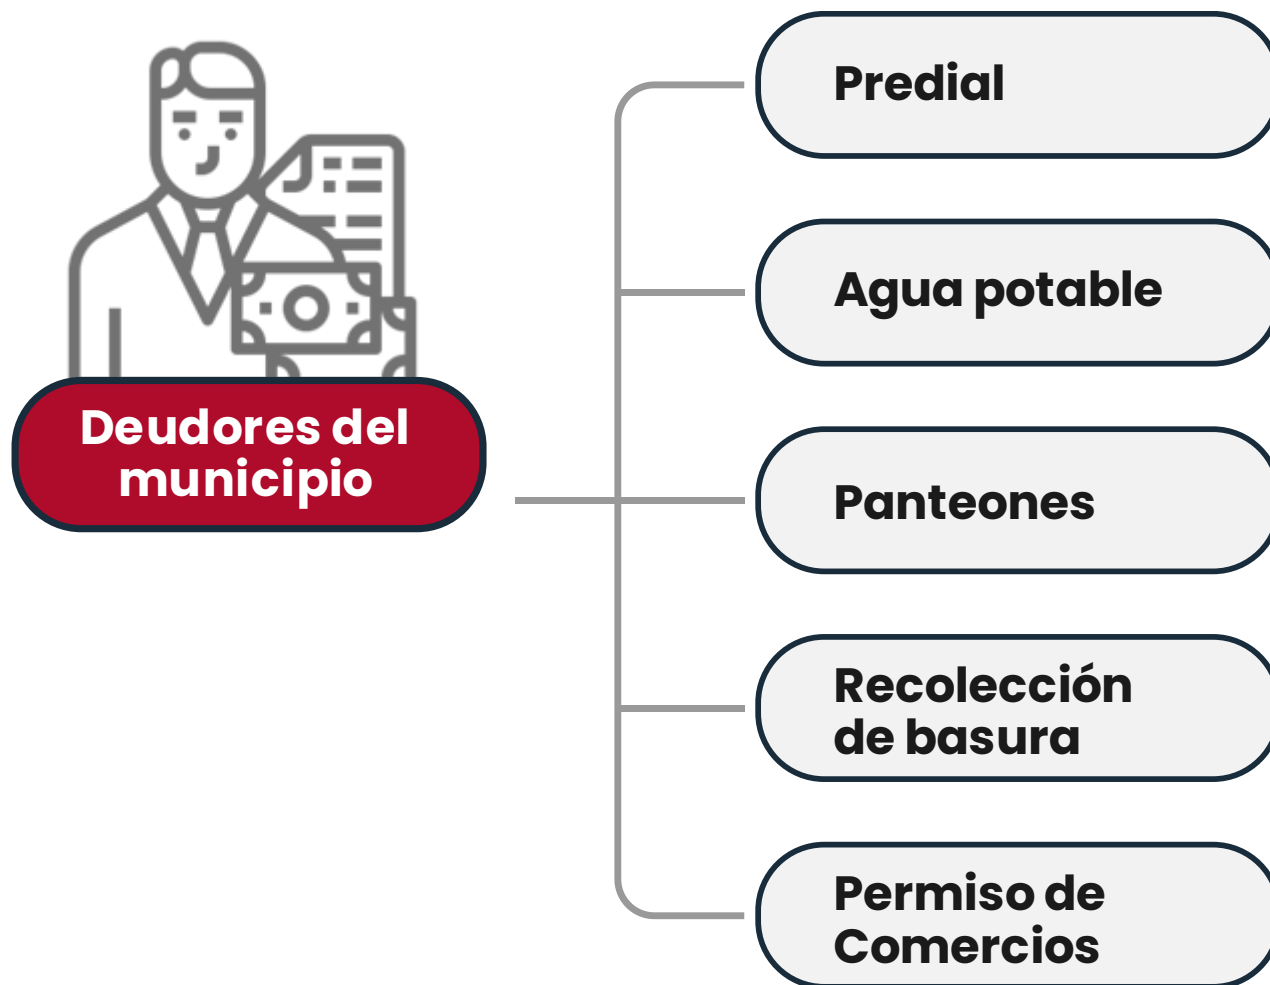 Deudores del
municipio
Predial
Agua potable
Panteones
Recolección
de basura
Permiso de
Comercios